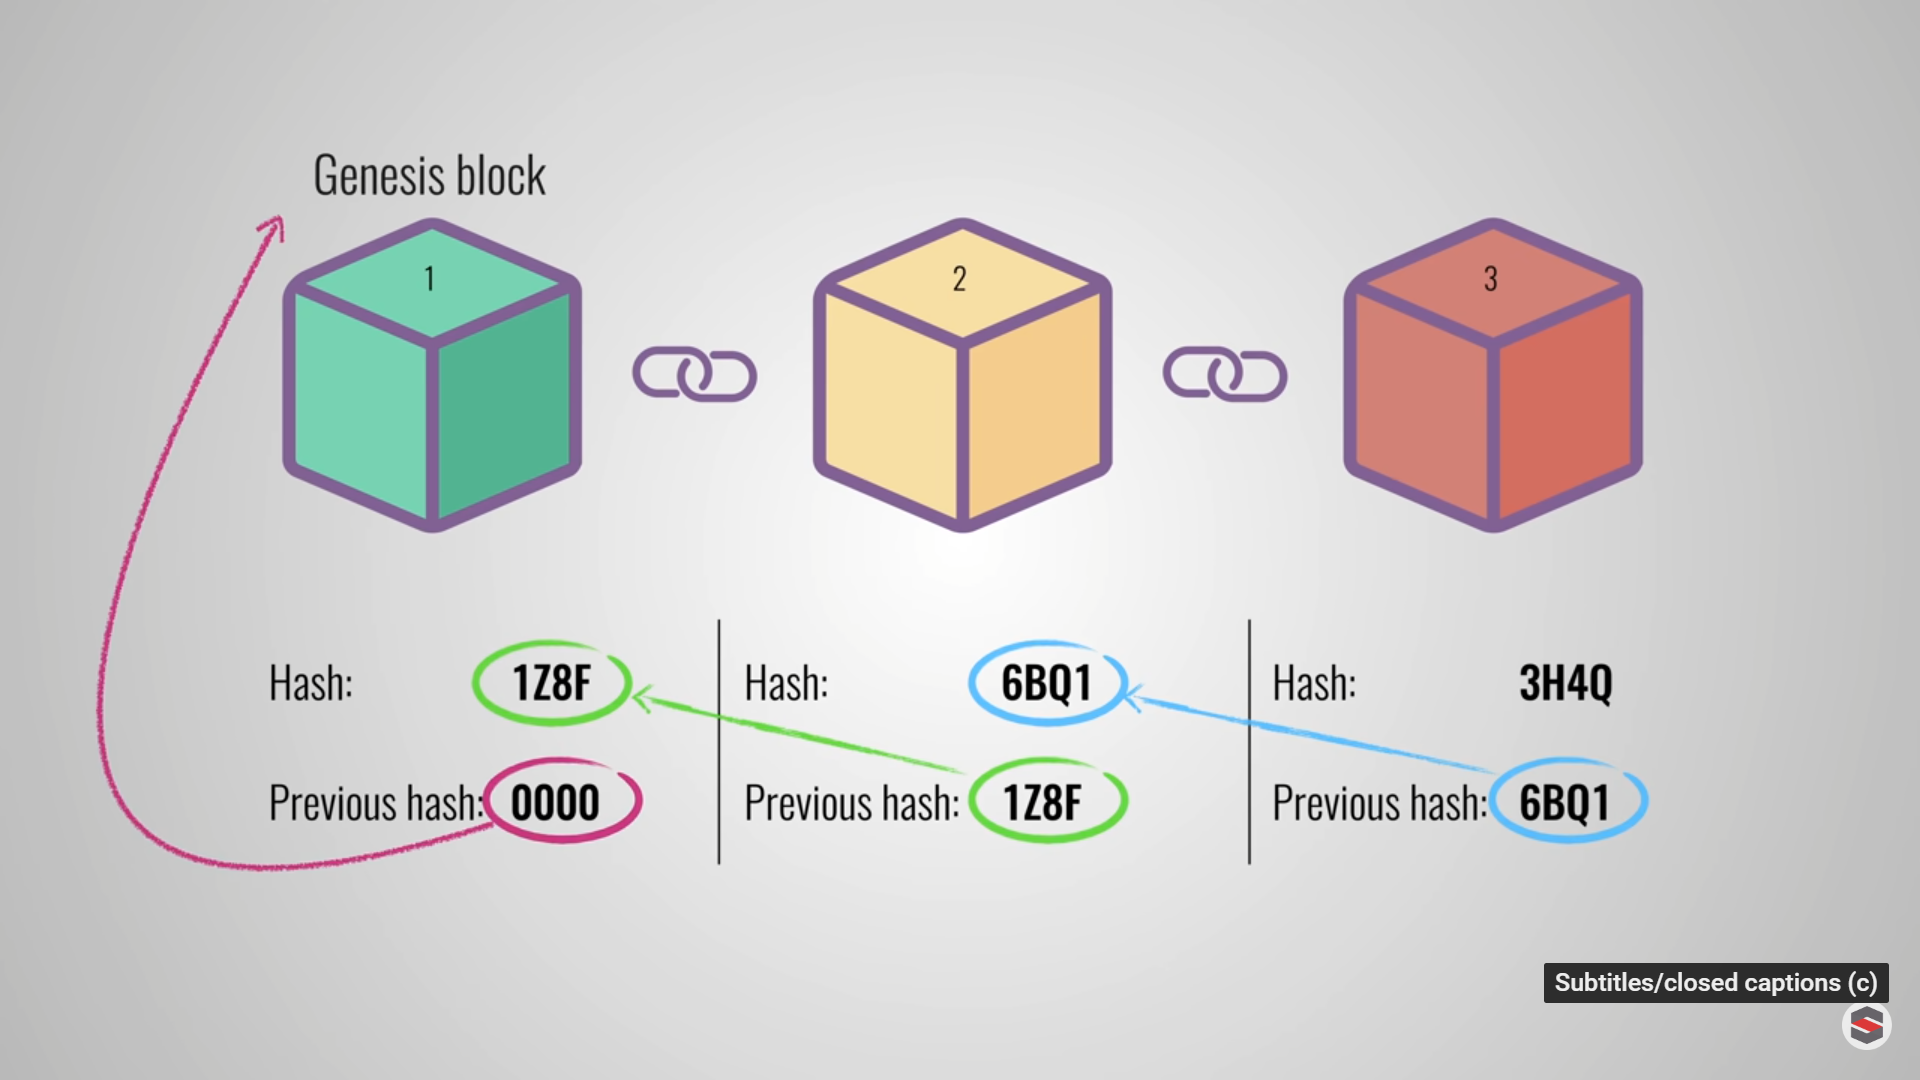 Genesis block
1
2
3
Hash: 1Z8F
Previous hash: 0000
Hash: 6BQ1
Previous hash: 1Z8F
Hash: 3H4Q
Previous hash: 6BQ1
Subtitles/closed captions (c)